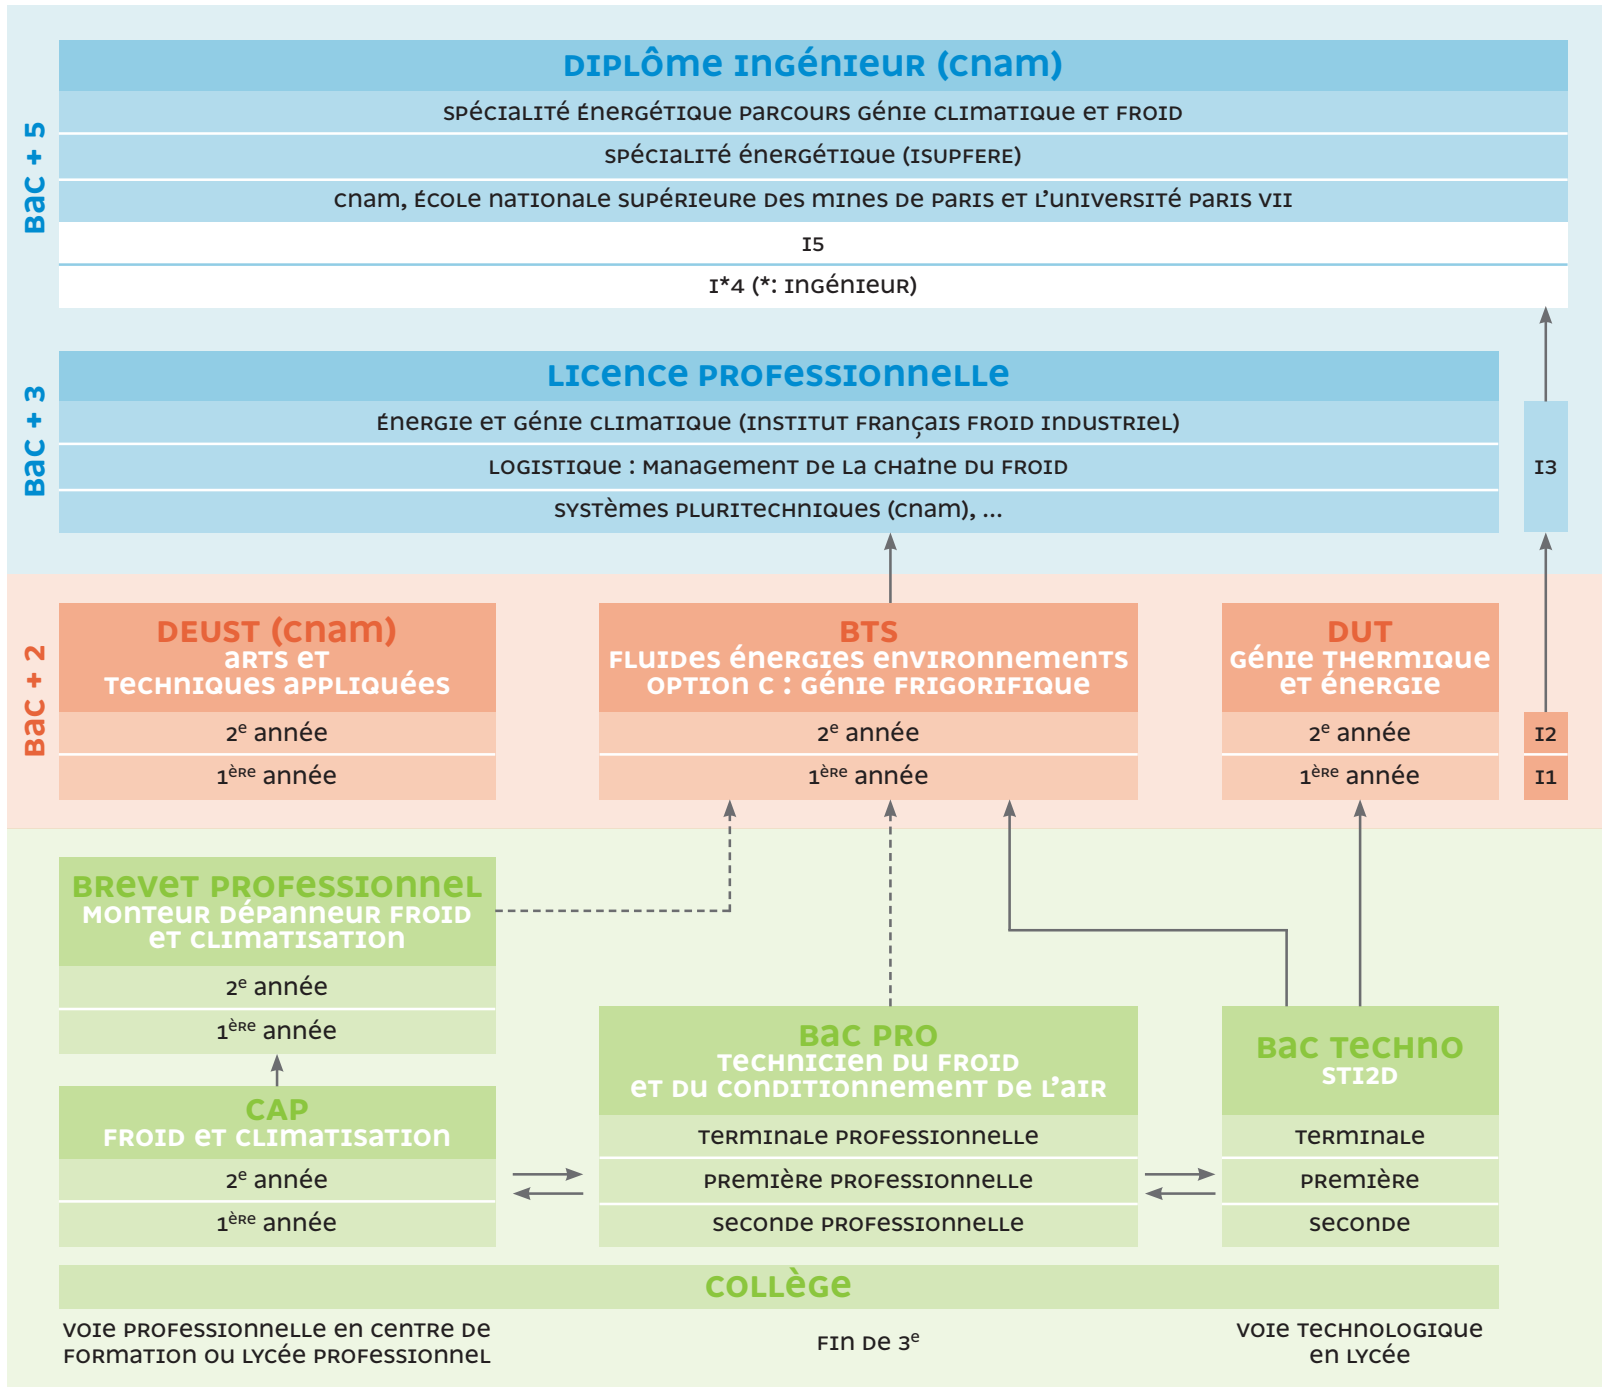 Bac + 5
Diplôme Ingénieur (Cnam)
Spécialité Énergétique parcours génie climatique et froid
Spécialité énergétique (ISUPFERE)
Cnam, École nationale supérieure des mines de Paris et l'université Paris VII
I5
I*4 (*: Ingénieur)
Bac + 3
Licence professionnelle
Énergie et génie climatique (Institut Français Froid Industriel)
Logistique : Management de la chaîne du froid
Systèmes pluritechniques (Cnam), ...
I3
Bac + 2
DEUST (Cnam)
Arts et
techniques appliquées
2e année
1ère année
BTS
Fluides énergies environnements
option C : génie frigorifique
2e année
1ère année
DUT
Génie thermique
et énergie
2e année
1ère année
I2
I1
Brevet professionnel
Monteur dépanneur froid
et climatisation
2e année
1ère année
CAP
Froid et climatisation
2e année
1ère année
Bac Pro
Technicien du froid
et du conditionnement de l'air
Terminale professionnelle
Première professionnelle
Seconde professionnelle
Bac Techno
STI2D
Terminale
Première
Seconde
Collège
Voie professionnelle en centre de
formation ou lycée professionnel
Fin de 3e
Voie technologique
en lycée